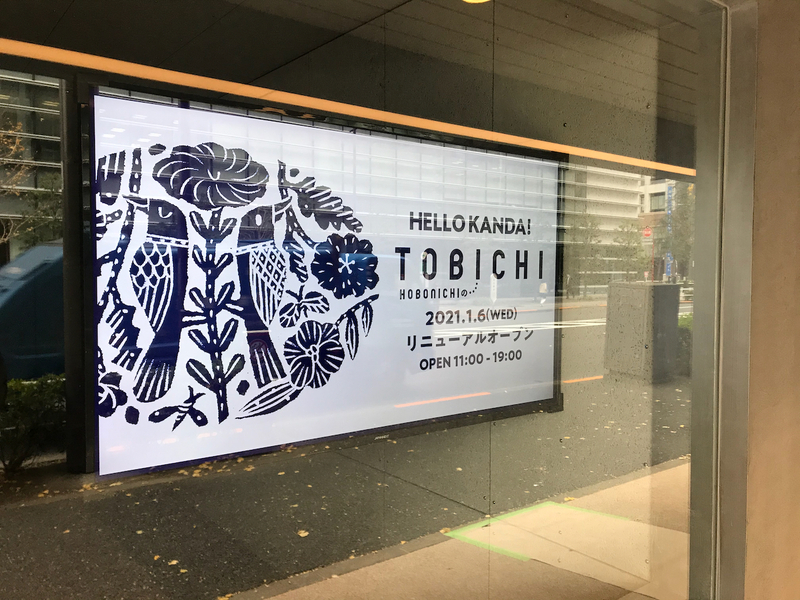 HELLO KANDA!
TOBICHI
HOBONICHIの
2021.1.6(WED)
リニューアルオープン
OPEN 11:00 - 19:00